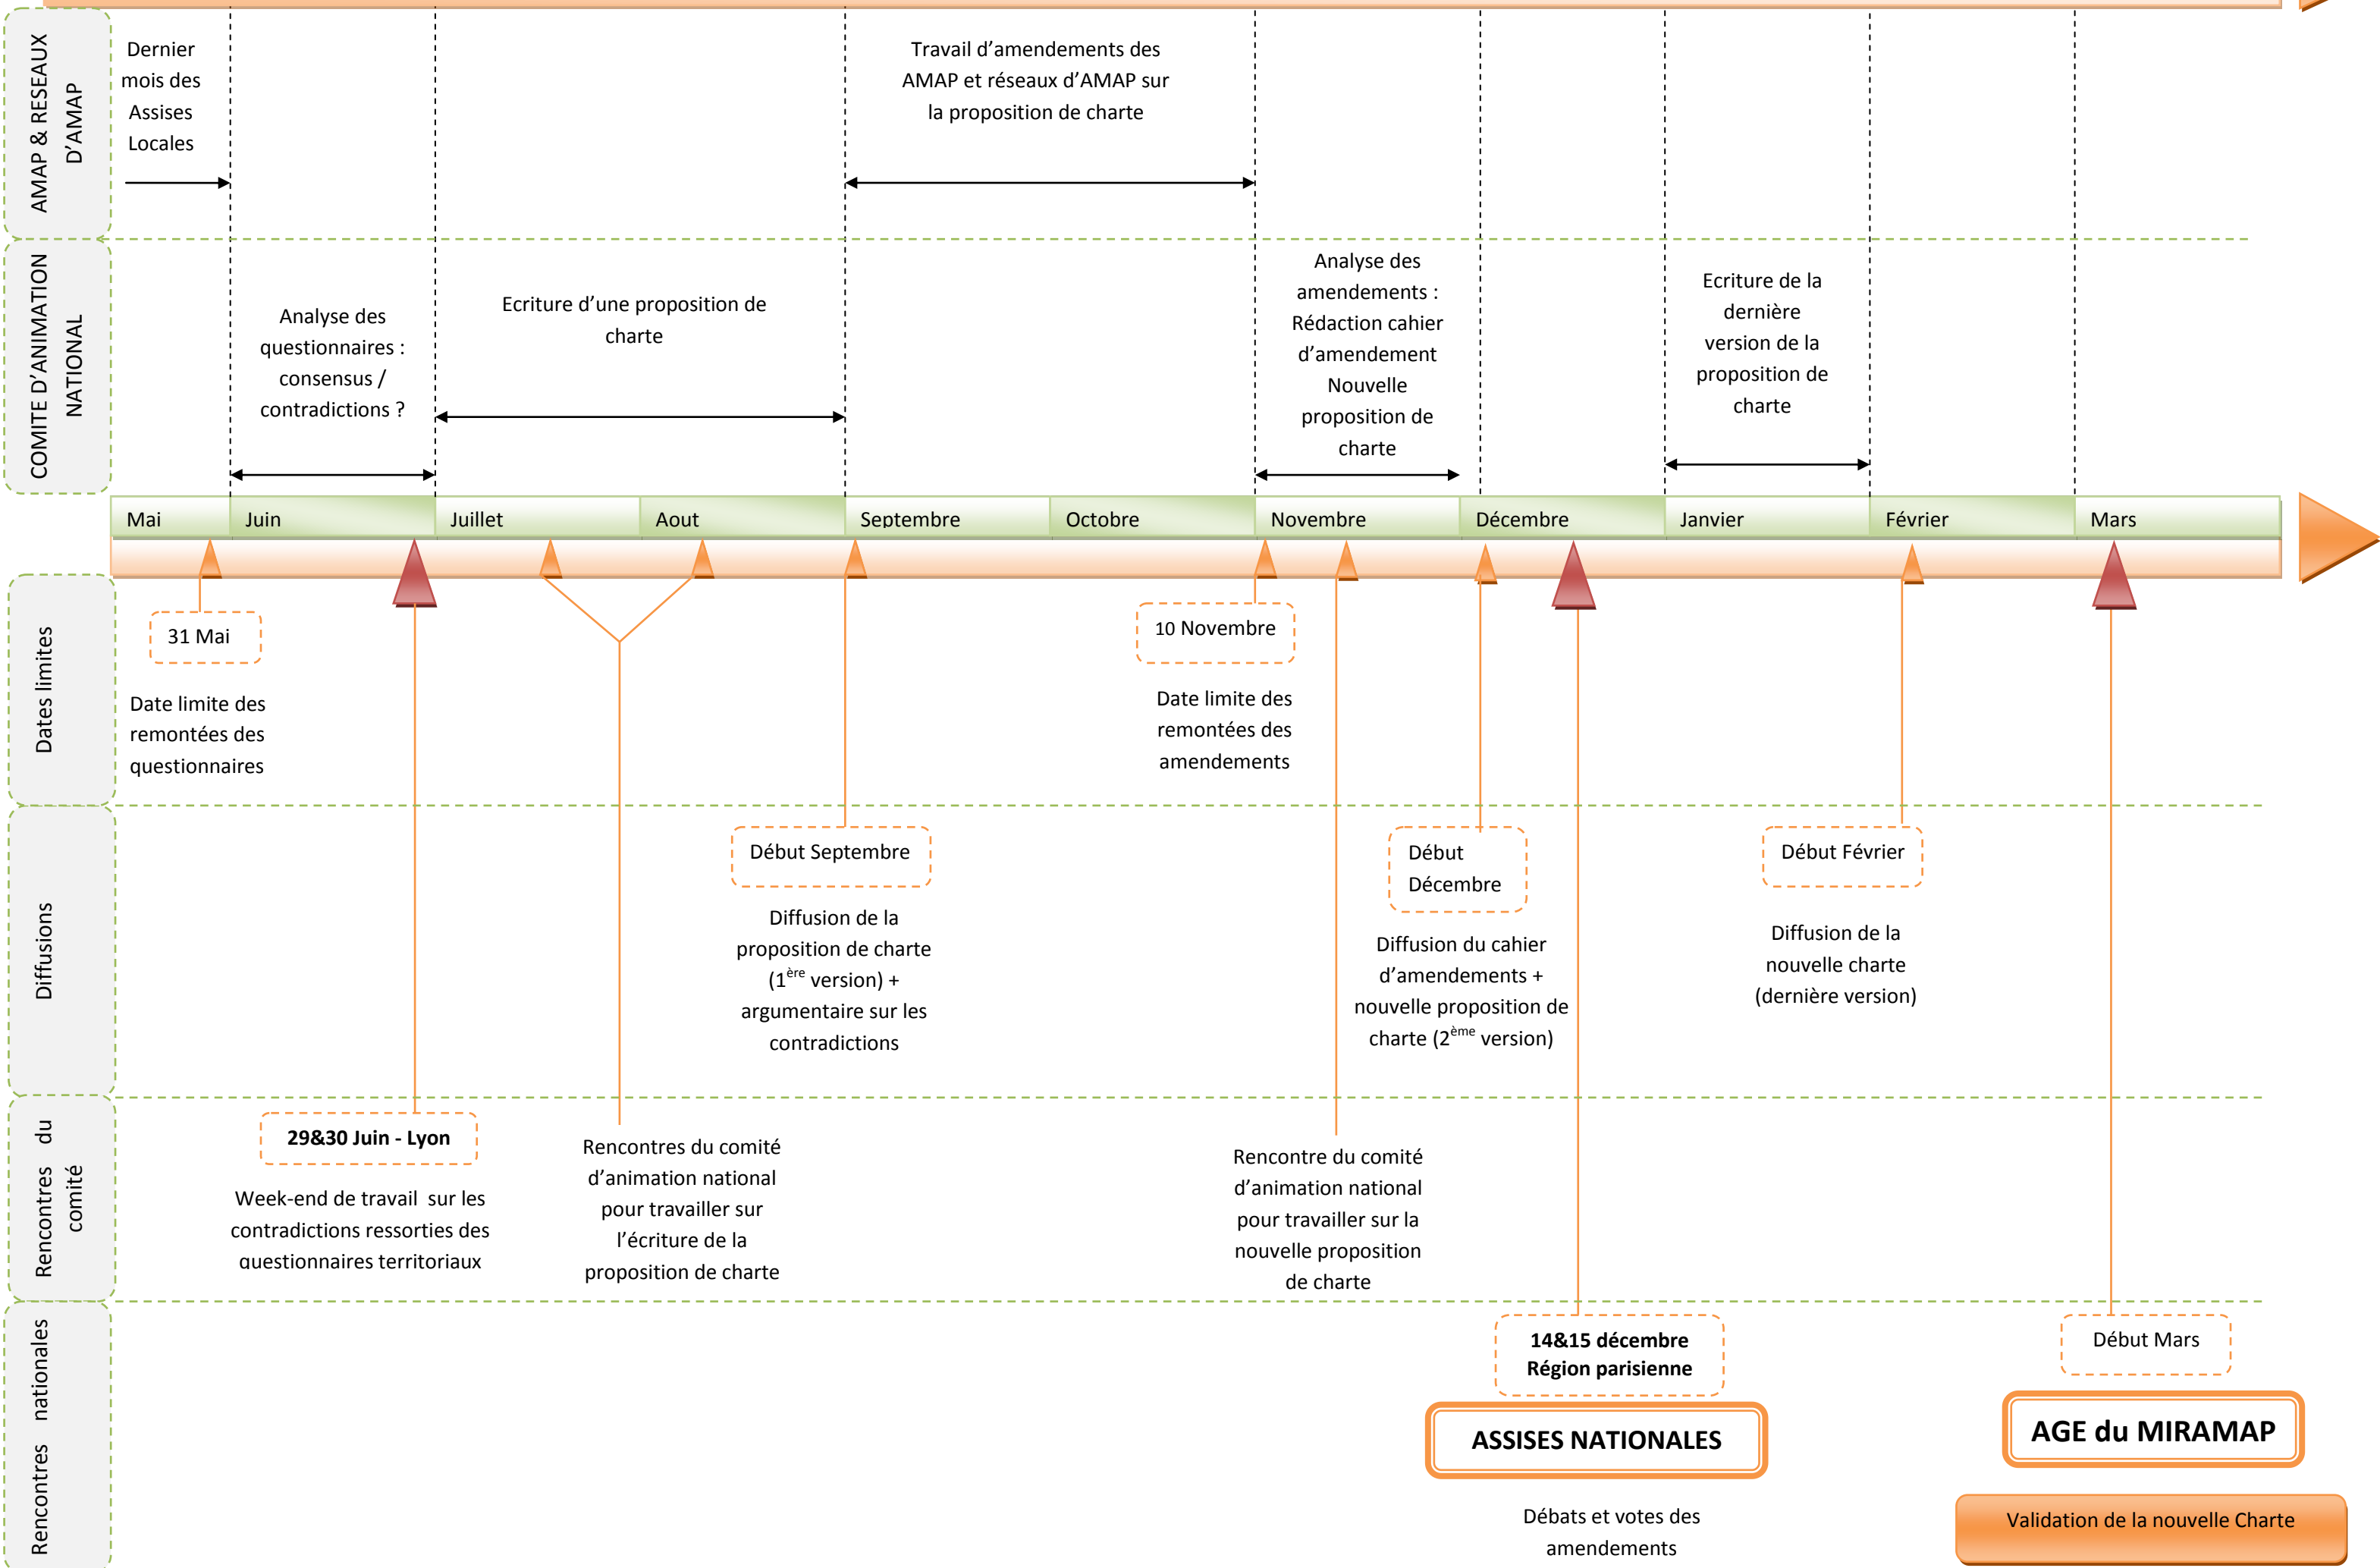 AMAP & RESEAUX
D’AMAP
Dernier
mois des
Assises
Locales
Travail d’amendements des
AMAP et réseaux d’AMAP sur
la proposition de charte
COMITE D’ANIMATION
NATIONAL
Analyse des
questionnaires :
consensus /
contradictions ?
Ecriture d’une proposition de
charte
Analyse des
amendements :
Rédaction cahier
d’amendement
Nouvelle
proposition de
charte
Ecriture de la
dernière
version de la
proposition de
charte
Mai
Juin
Juillet
Aout
Septembre
Octobre
Novembre
Décembre
Janvier
Février
Mars
Dates limites
31 Mai
Date limite des
remontées des
questionnaires
10 Novembre
Date limite des
remontées des
amendements
Diffusions
Début Septembre
Diffusion de la
proposition de charte
(1ère version) +
argumentaire sur les
contradictions
Début
Décembre
Diffusion du cahier
d’amendements +
nouvelle proposition de
charte (2ème version)
Début Février
Diffusion de la
nouvelle charte
(dernière version)
Rencontres du
comité
29&30 Juin - Lyon
Week-end de travail sur les
contradictions ressorties des
questionnaires territoriaux
Rencontres du comité
d’animation national
pour travailler sur
l’écriture de la
proposition de charte
Rencontre du comité
d’animation national
pour travailler sur la
nouvelle proposition
de charte
Rencontres nationales
14&15 décembre
Région parisienne
ASSISES NATIONALES
Débats et votes des
amendements
Début Mars
AGE du MIRAMAP
Validation de la nouvelle Charte